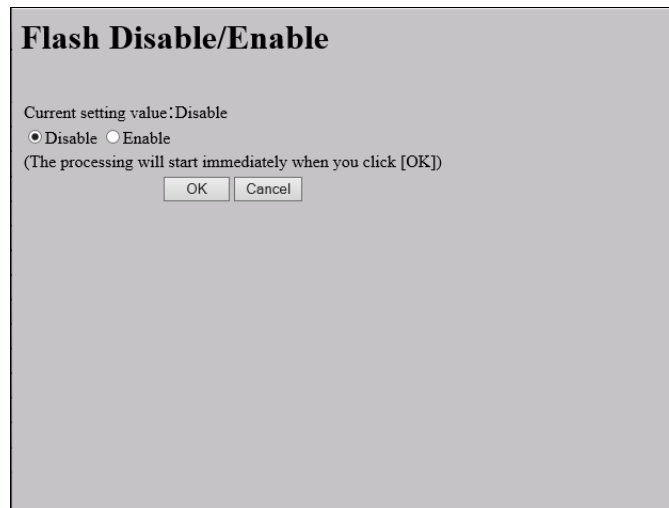 Flash Disable/Enable
Current setting value:Disable
Disable Enable
(The processing will start immediately when you click [OK])
OK Cancel